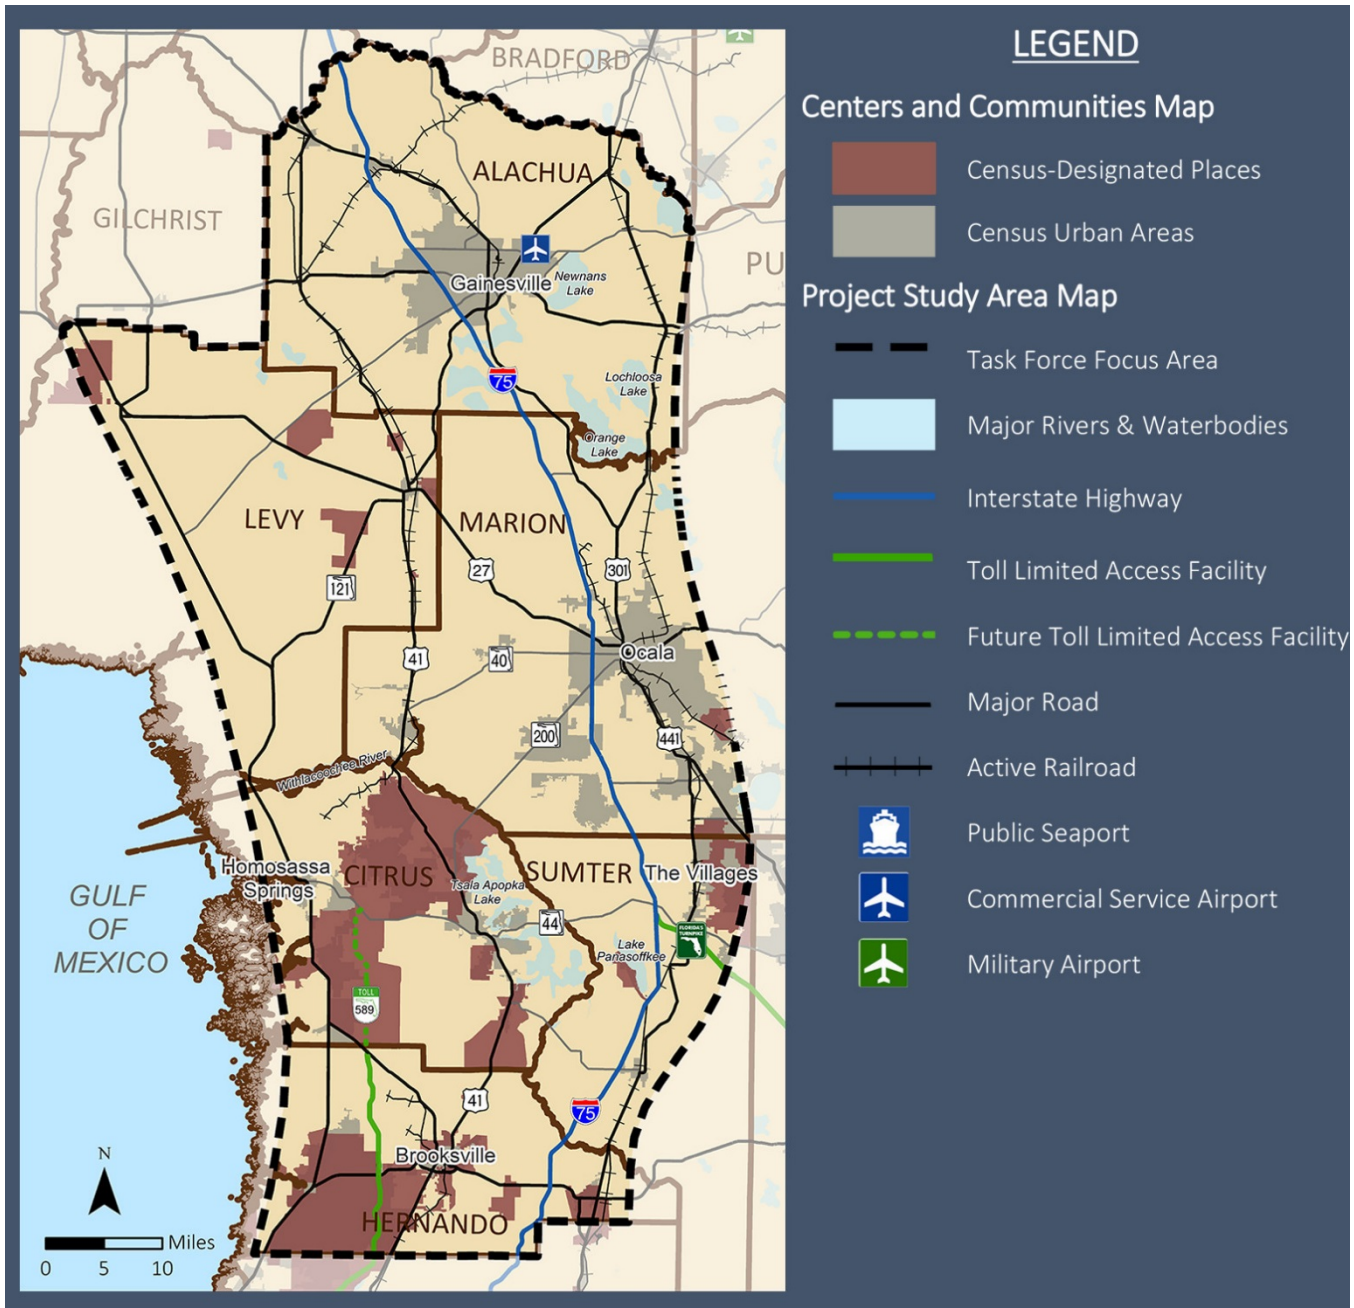 BRADFORD
ALACHUA
GILCHRIST
PU
Gainesville
Newnans
Lake
75
Lochloosa
Lake
Orange
Lake
LEVY
MARION
121
27
301
41
40
Ocala
200
441
Withlacoochee River
Homosassa
Springs
CITRUS
Tsala Apopka
Lake
SUMTER
The Villages
44
FLORIDA'S
TURNPIKE
Lake
Panasoffkee
GULF
OF
MEXICO
TOLL
589
41
75
Brooksville
HERNANDO
N
Miles
0 5 10
LEGEND
Centers and Communities Map
Census-Designated Places
Census Urban Areas
Project Study Area Map
Task Force Focus Area
Major Rivers & Waterbodies
Interstate Highway
Toll Limited Access Facility
Future Toll Limited Access Facility
Major Road
Active Railroad
Public Seaport
Commercial Service Airport
Military Airport